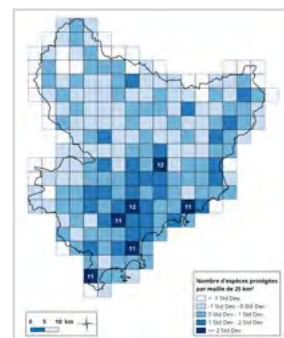 12
12
11
11
11
11
Nombre d'espèces protégées
par maille de 25 km²
< -1 Std Dev
-1 Std Dev - 0 Std Dev
0 Std Dev - 1 Std Dev
1 Std Dev - 2 Std Dev
>= 2 Std Dev
0 5 10 km